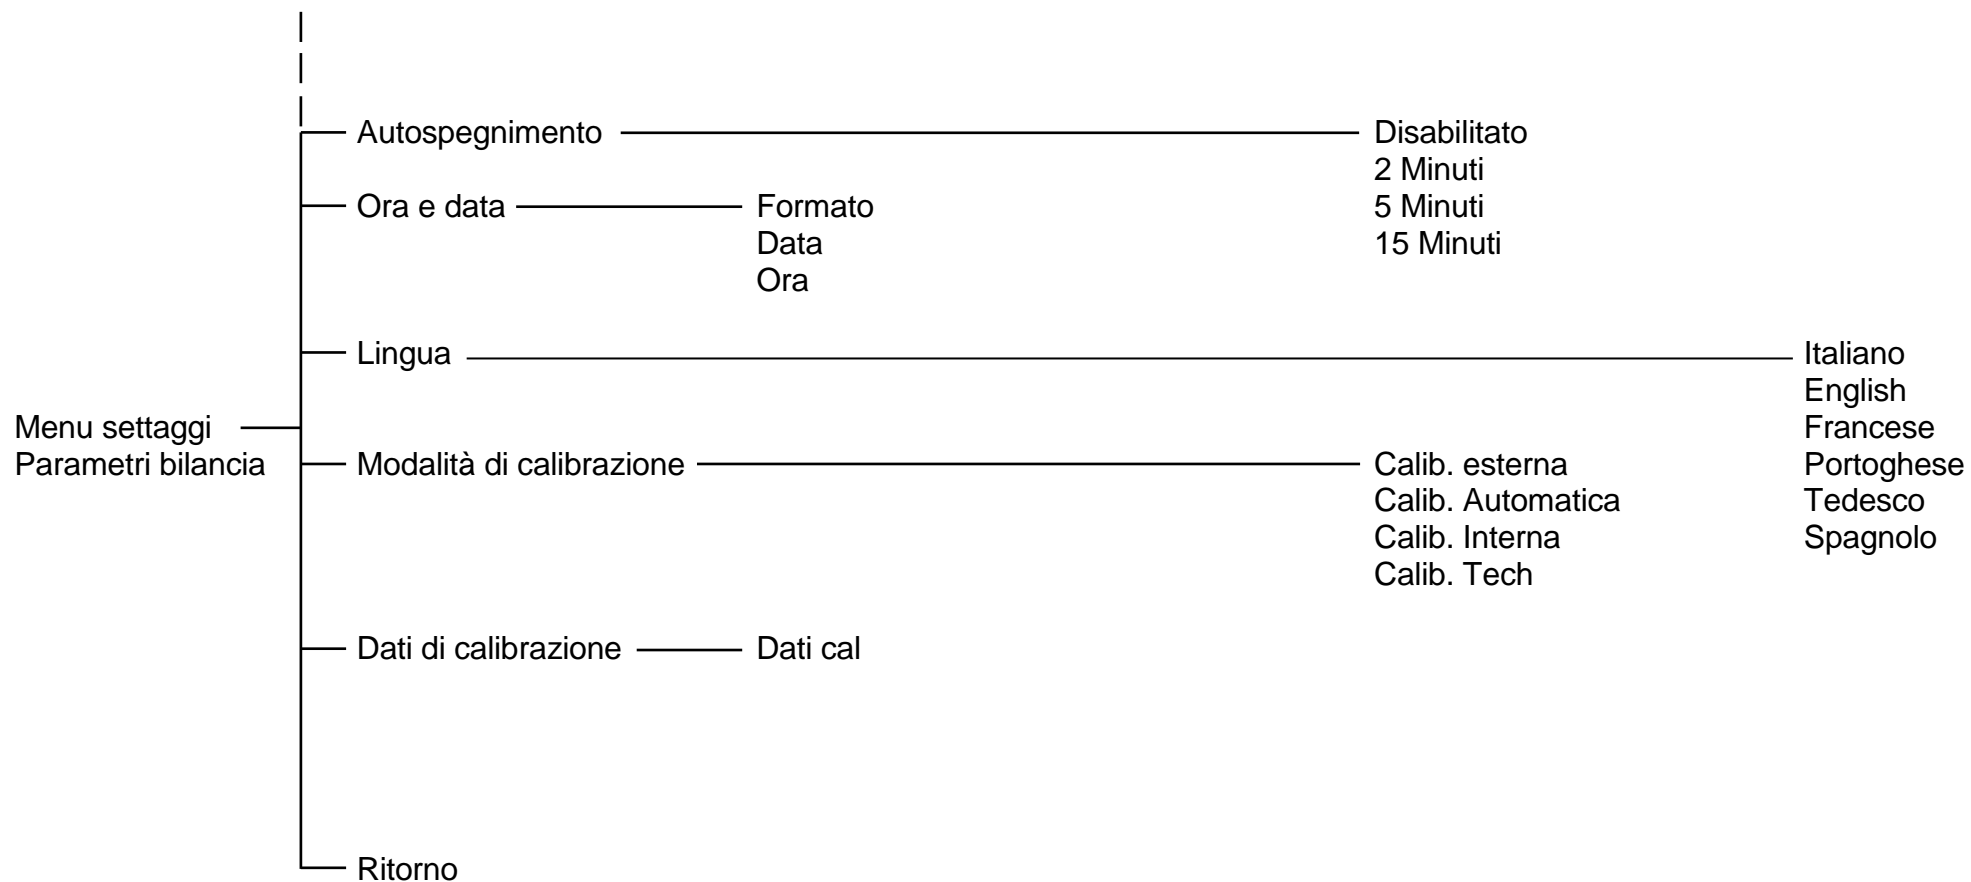 Autospegnimento
Disabilitato
2 Minuti
5 Minuti
15 Minuti
Ora e data
Formato
Data
Ora
Lingua
Italiano
English
Francese
Portoghese
Tedesco
Spagnolo
Menu settaggi
Parametri bilancia
Modalità di calibrazione
Calib. esterna
Calib. Automatica
Calib. Interna
Calib. Tech
Dati di calibrazione
Dati cal
Ritorno